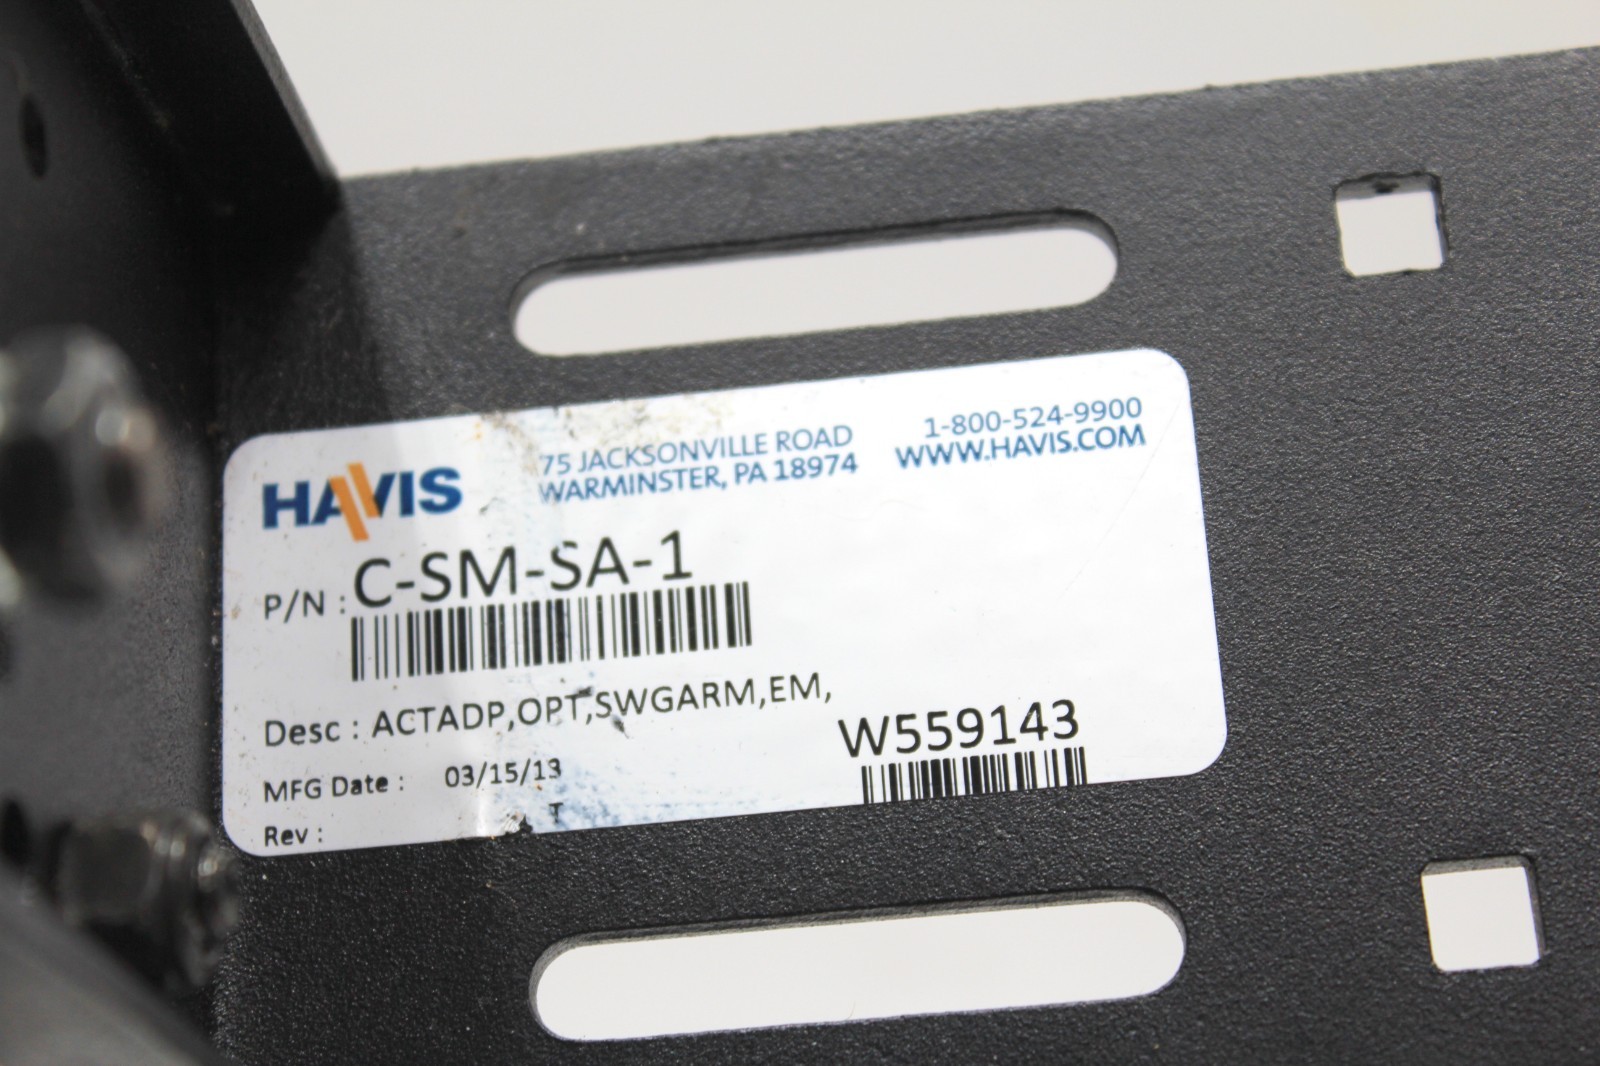 HAVIS
75 JACKSONVILLE ROAD
WARMINSTER, PA 18974
1-800-524-9900
WWW.HAVIS.COM
P/N : C-SM-SA-1
Desc : ACTADP,OPT,SWGARM,EM,
W559143
MFG Date : 03/15/13
T
Rev :